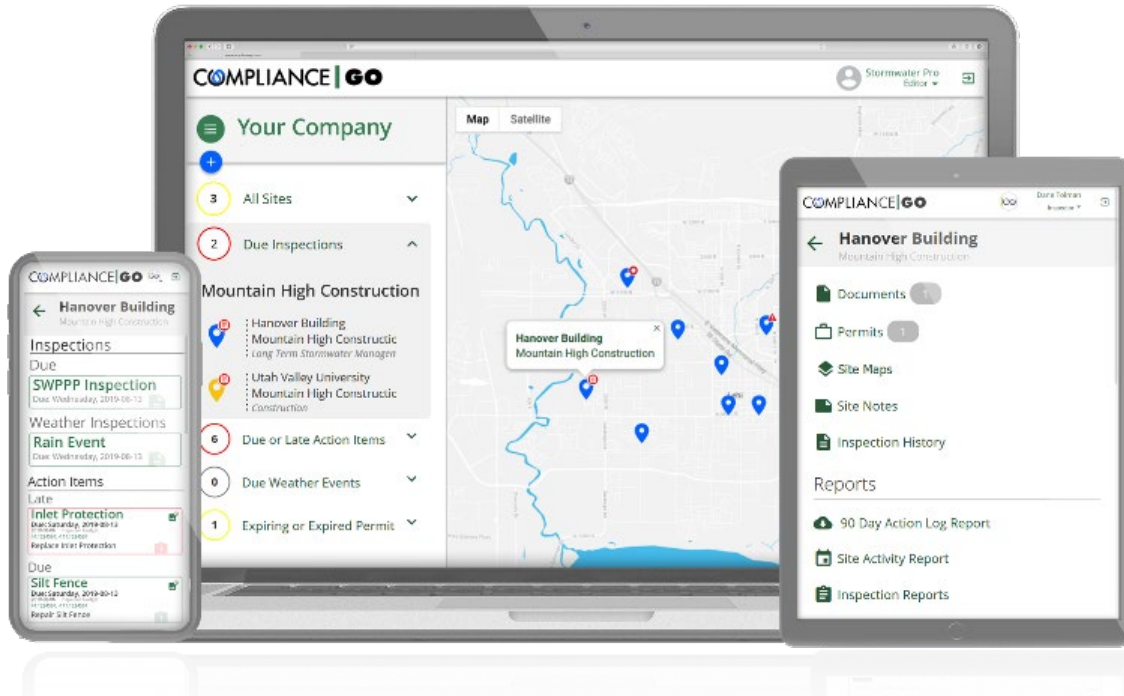 COMPLIANCE GO
Stormwater Pro
Editor
Your Company
3 All Sites
2 Due Inspections
Mountain High Construction
Hanover Building
Mountain High Constructic
Long Term Stormwater Managen
Utah Valley University
Mountain High Constructic
Construction
6 Due or Late Action Items
0 Due Weather Events
1 Expiring or Expired Permit
Map Satellite
Hanover Building
Mountain High Construction
COMPLIANCE GO
Hanover Building
Mountain High Construction
Inspections
Due
SWPPP Inspection
Due: Wednesday, 2019-08-13
Weather Inspections
Rain Event
Due: Wednesday, 2019-08-13
Action Items
Late
Inlet Protection
Due: Saturday, 2019-08-13
Replace Inlet Protection
Due
Silt Fence
Due: Saturday, 2019-08-13
Repair Silt Fence
COMPLIANCE GO
Dane Tolman
Inspector
Hanover Building
Mountain High Construction
Documents 1
Permits 1
Site Maps
Site Notes
Inspection History
Reports
90 Day Action Log Report
Site Activity Report
Inspection Reports